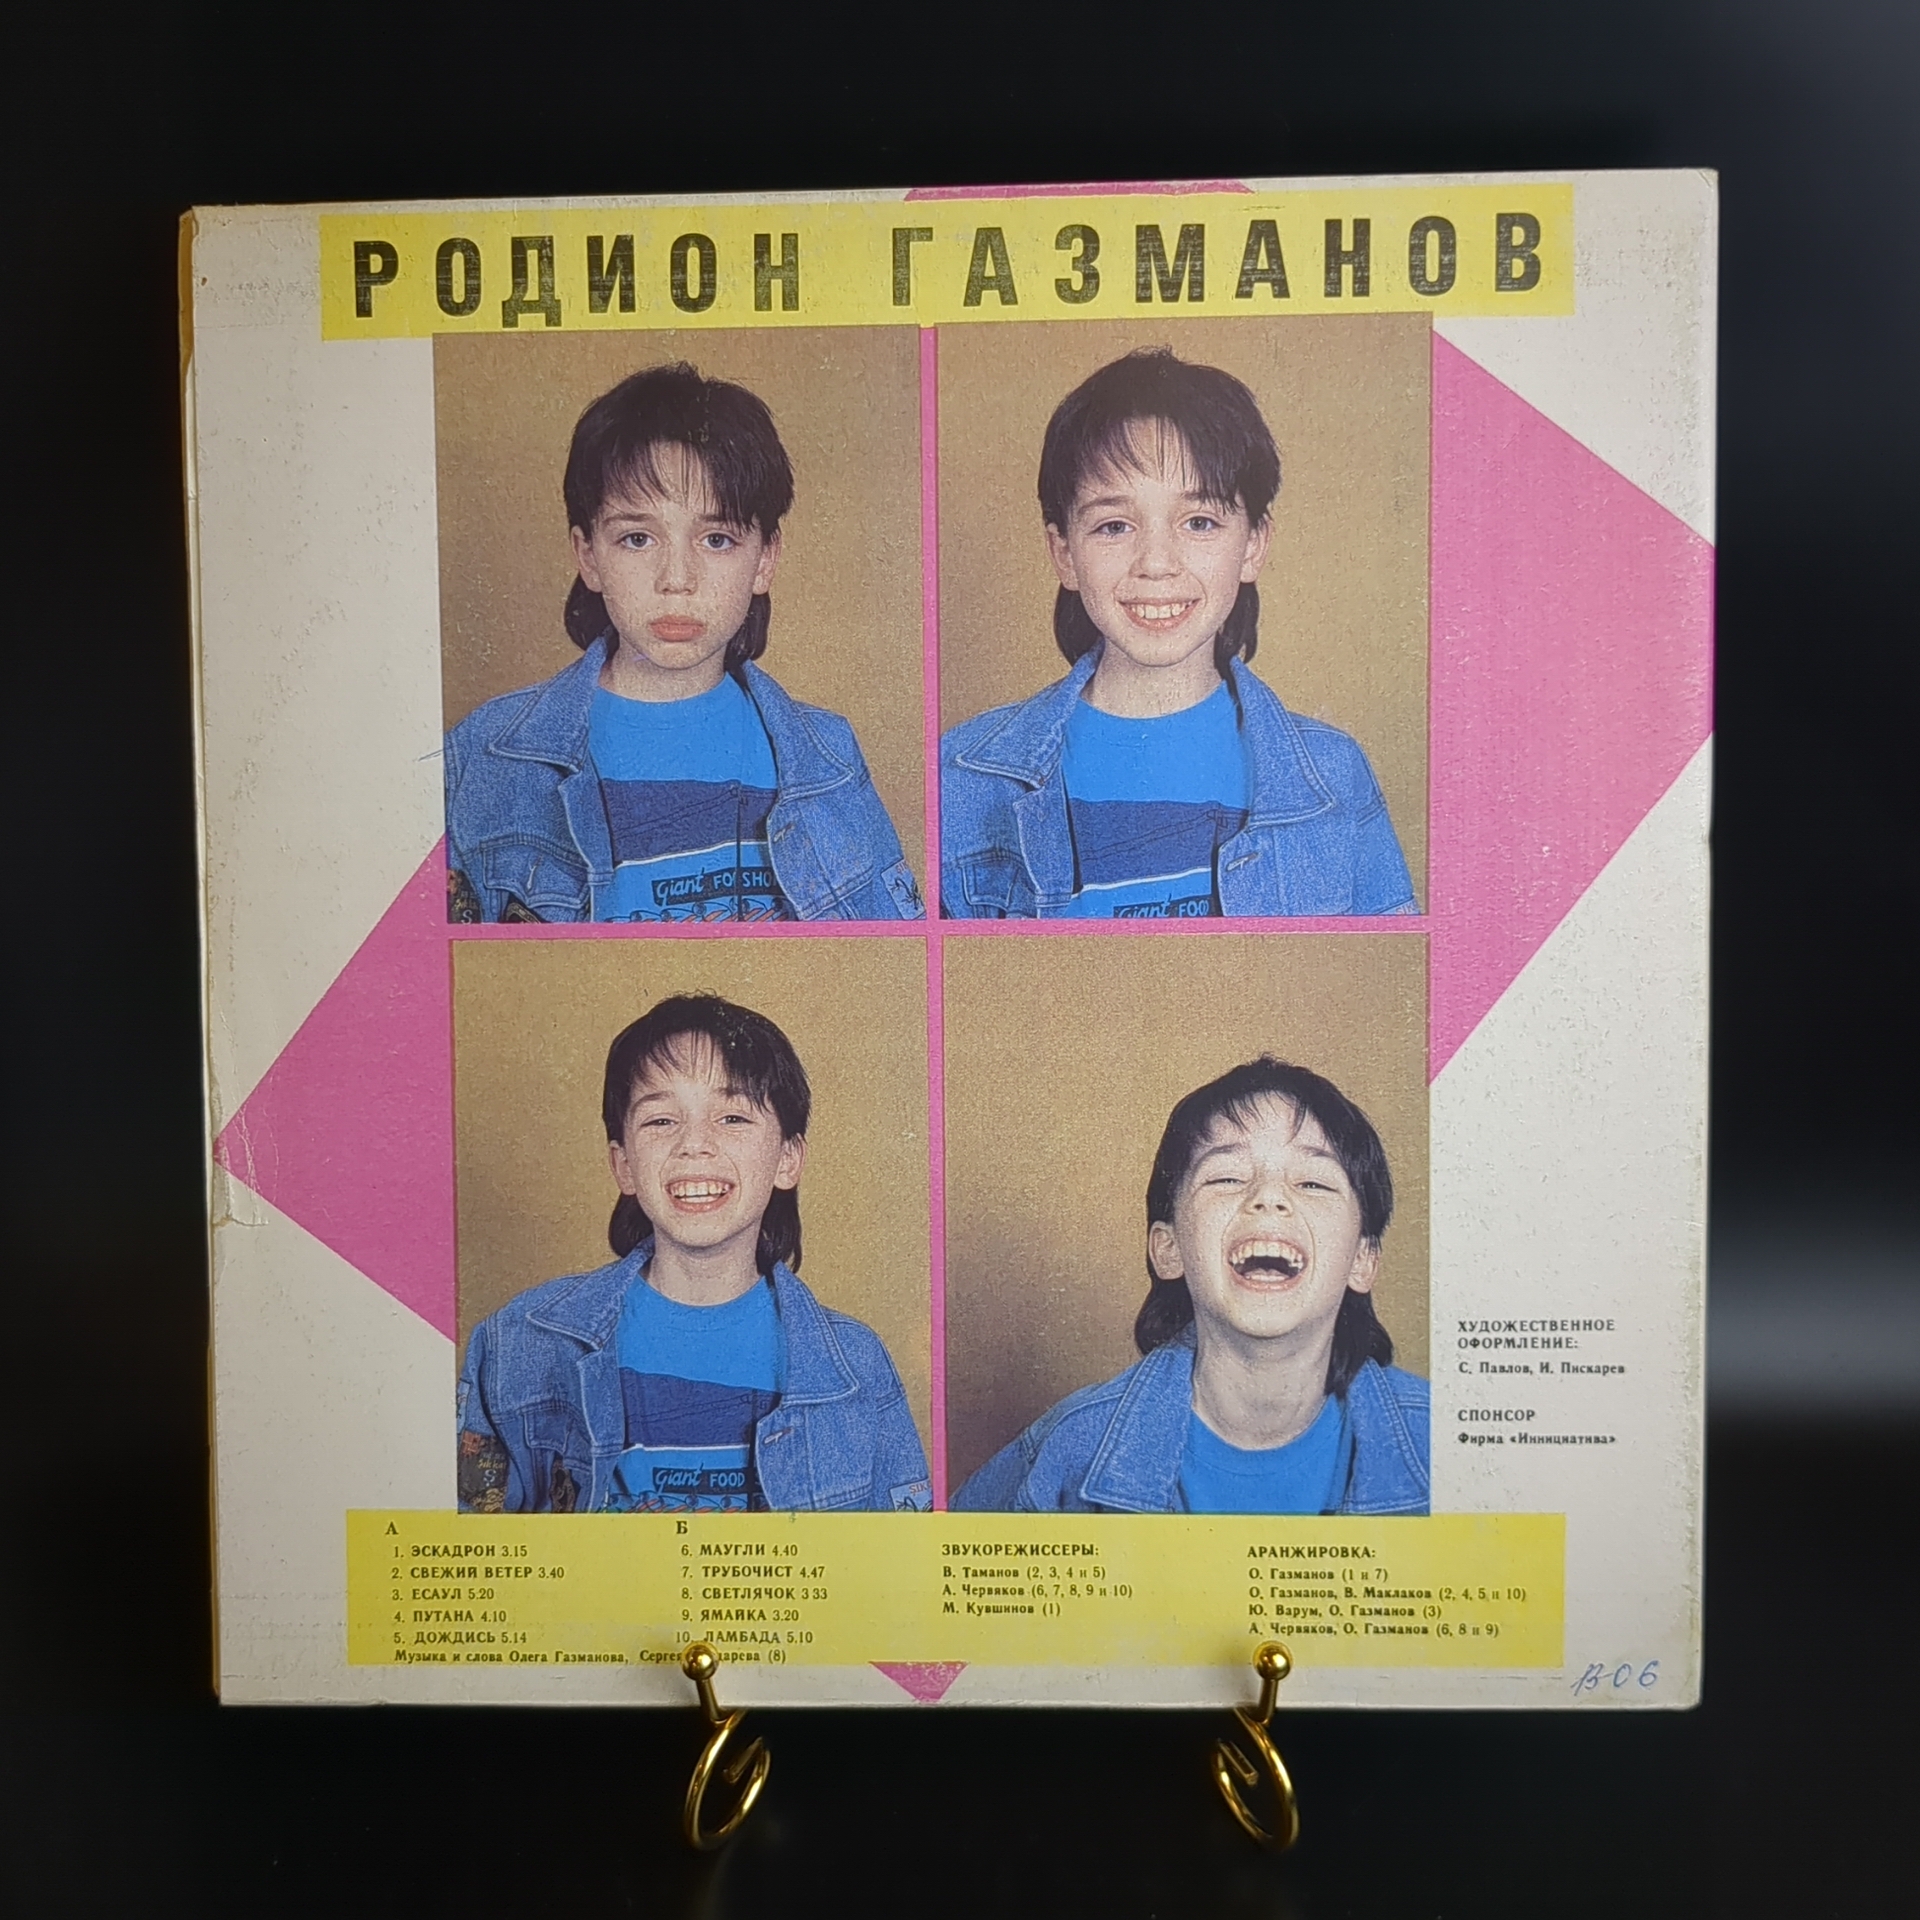 РОДИОН ГАЗМАНОВ
Giant FO SHO
Giant FOOD
Giant FOOD
S
S
ХУДОЖЕСТВЕННОЕ
ОФОРМЛЕНИЕ:
С. Павлов, И. Пискарев
СПОНСОР
Фирма «Иннициатива»
А
1. ЭСКАДРОН 3.15
2. СВЕЖИЙ ВЕТЕР 3.40
3. ЕСАУЛ 5.20
4. ПУТАНА 4.10
5. ДОЖДИСЬ 5.14
Музыка и слова Олега Газманова, (8)
Б
6. МАУГЛИ 4.40
7. ТРУБОЧИСТ 4.47
8. СВЕТЛЯЧОК 3 33
9. ЯМАЙКА 3.20
10. ЛАМБАДА 5.10
ЗВУКОРЕЖИССЕРЫ:
В. Таманов (2, 3, 4 и 5)
А. Червяков (6, 7, 8, 9 и 10)
М. Кувшинов (1)
АРАНЖИРОВКА:
О. Газманов (1 и 7)
О. Газманов, В. Маклаков (2, 4, 5 и 10)
Ю. Варум, О. Газманов (3)
А. Червяков, О. Газманов (6, 8 и 9)
В-06